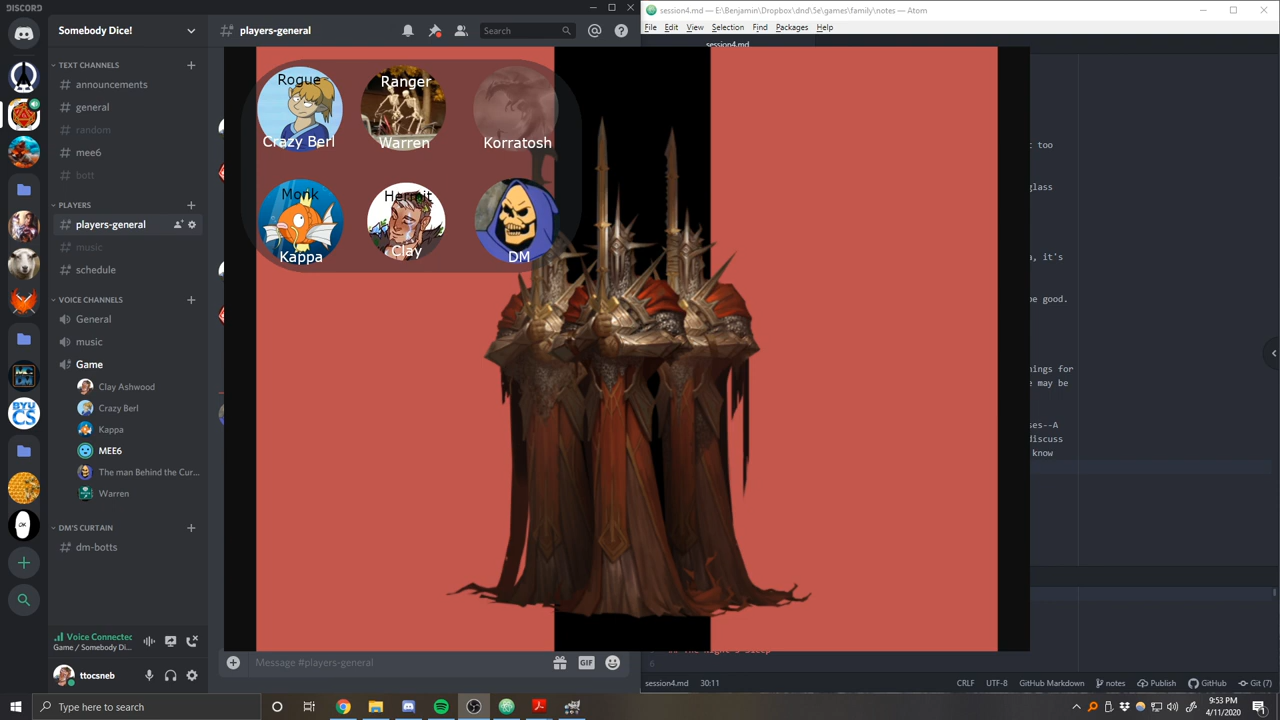 DISCORD
Somebody Dice!
TEXT CHANNELS
# announcements
# general
# random
# mee6
# bott
PLAYERS
# players-general
# music
# schedule
VOICE CHANNELS
General
music
Game
Clay Ashwood
Crazy Berl
Kappa
MEE6
The man Behind the Cur...
Warren
DM'S CURTAIN
# dm-botts
Voice Connected
Game / Somebody Di...
ttocsneb
# players-general
Search
Rogue
Crazy Berl
Ranger
Warren
Korratosh
Monk
Kappa
Hermit
Clay
DM
Message #players-general
GIF
session4.md — E:\Benjamin\Dropbox\dnd\5e\games\family\notes — Atom
File Edit View Selection Find Packages Help
session4.md
too
glass
, it's
good.
for
may be
A
know
6
session4.md 30:11
CRLF UTF-8 GitHub Markdown notes Publish GitHub Git (7)
BYU
CS
OK
Type here to search
9:53 PM
4/11/2020